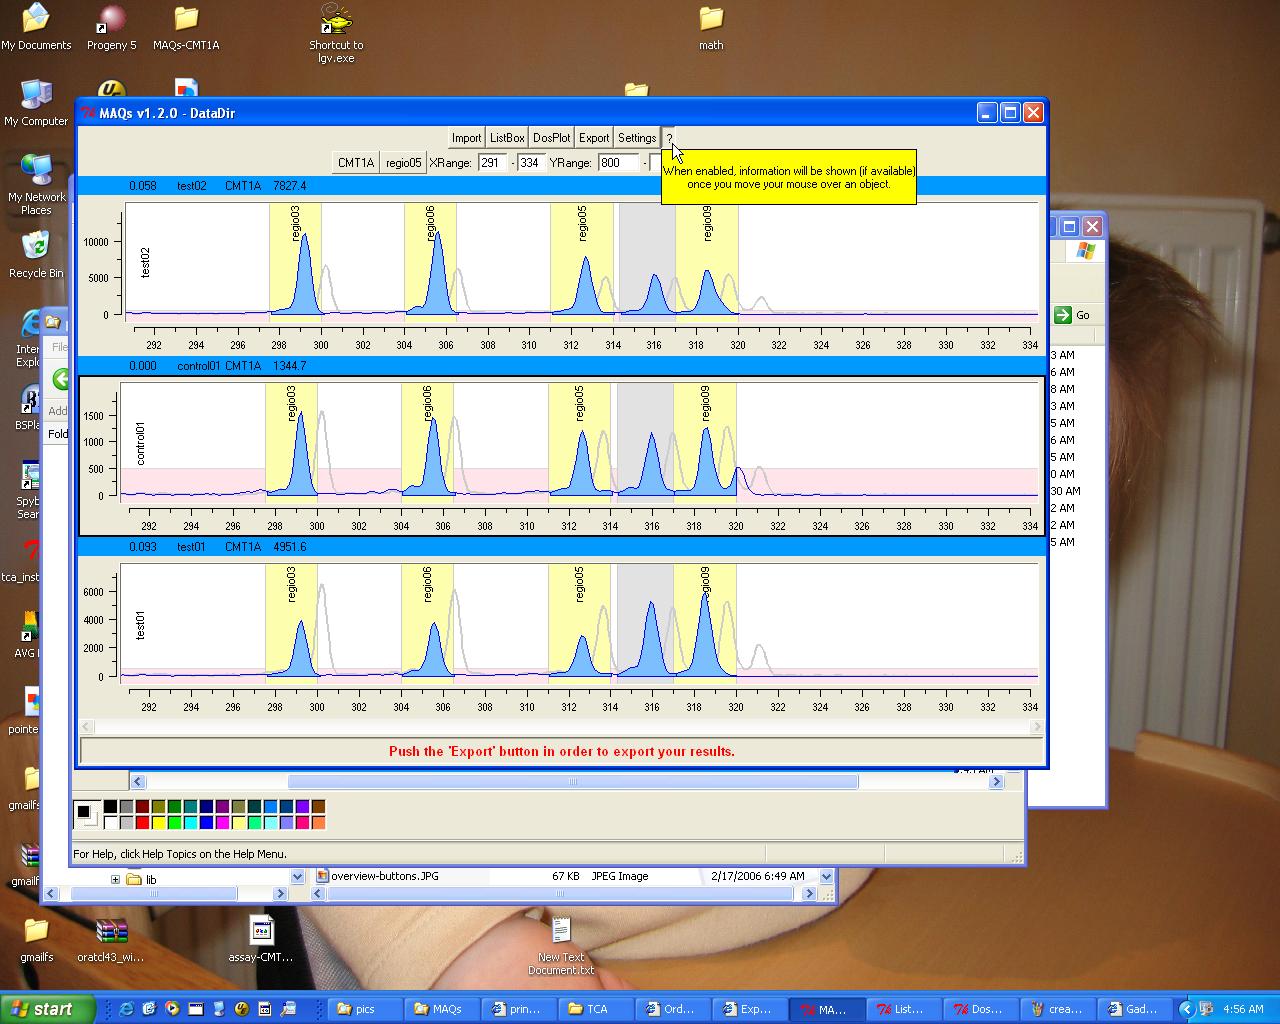 My Documents
Progeny 5
MAQs-CMT1A
Shortcut to
lgv.exe
math
My Computer
My Network
Places
Recycle Bin
MAQs v1.2.0 - DataDir
Import ListBox DosPlot Export Settings ?
CMT1A regio05 XRange: 291 - 334 YRange: 800 -
When enabled, information will be shown (if available)
once you move your mouse over an object.
0.058 test02 CMT1A 7827.4
regio03 regio06 regio05 regio09
test02
10000
5000
0
292 294 296 298 300 302 304 306 308 310 312 314 316 318 320 322 324 326 328 330 332 334
0.000 control01 CMT1A 1344.7
regio03 regio06 regio05 regio09
control01
1500
1000
500
0
292 294 296 298 300 302 304 306 308 310 312 314 316 318 320 322 324 326 328 330 332 334
0.093 test01 CMT1A 4951.6
regio03 regio06 regio05 regio09
test01
6000
4000
2000
0
292 294 296 298 300 302 304 306 308 310 312 314 316 318 320 322 324 326 328 330 332 334
Push the 'Export' button in order to export your results.
Go
3 AM
6 AM
8 AM
3 AM
5 AM
6 AM
5 AM
0 AM
30 AM
2 AM
2 AM
5 AM
File
Add
Fold
Inter
Explo
BSPla
Spyb
Sear
tca_inst
AVG
pointe
gmailfs
gmailf
For Help, click Help Topics on the Help Menu.
lib
overview-buttons.JPG 67 KB JPEG Image 2/17/2006 6:49 AM
gmailfs
oratcl43_wi...
assay-CMT...
New Text
Document.txt
start
pics MAQs prin... TCA Ord... Exp... MA... List... Dos... crea... Gad... 4:56 AM